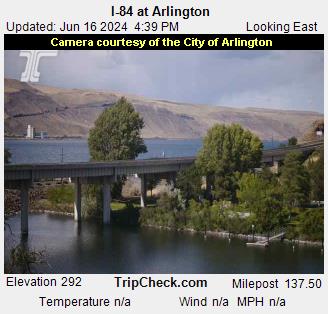 I-84 at Arlington
Updated: Jun 16 2024 4:39 PM Looking East
Camera courtesy of the City of Arlington
Elevation 292 TripCheck.com Milepost 137.50
Temperature n/a Wind n/a MPH n/a